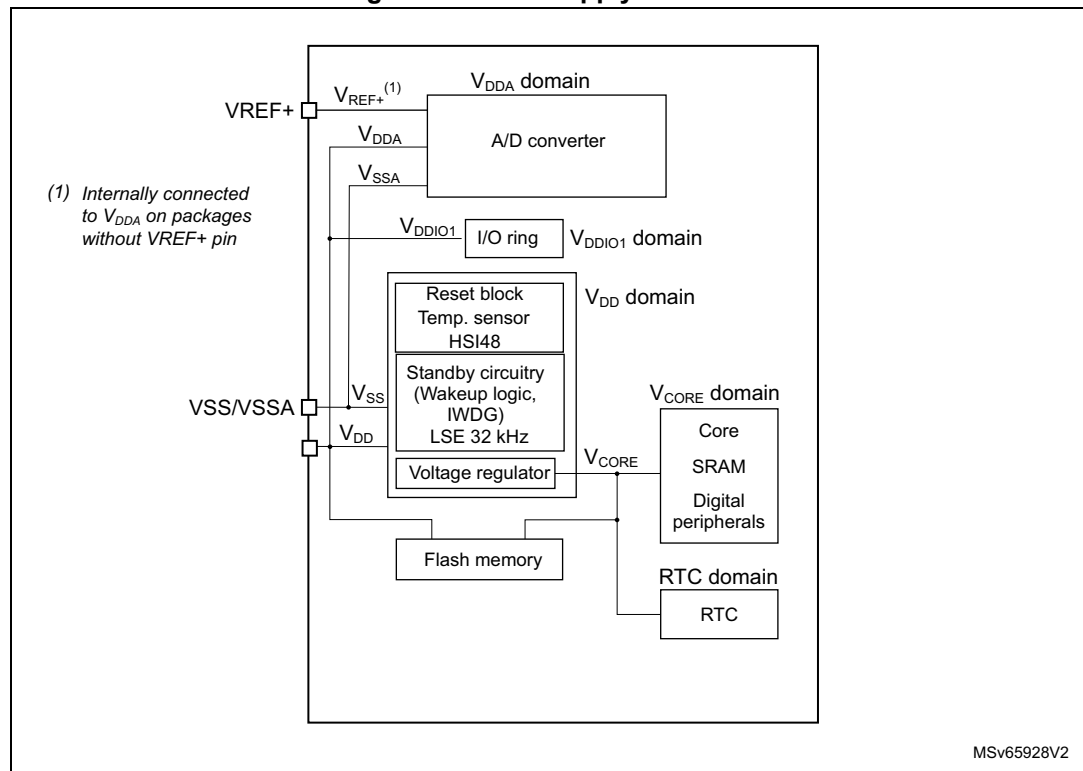 V_DDA domain
VREF+
V_REF+ (1)
V_DDA
A/D converter
V_SSA
(1) Internally connected
to V_DDA on packages
without VREF+ pin
V_DDIO1
I/O ring
V_DDIO1 domain
V_DD domain
Reset block
Temp. sensor
HSI48
Standby circuitry
(Wakeup logic,
IWDG)
LSE 32 kHz
VSS/VSSA
V_SS
V_DD
Voltage regulator
V_CORE
V_CORE domain
Core
SRAM
Digital
peripherals
Flash memory
RTC domain
RTC
MSv65928V2